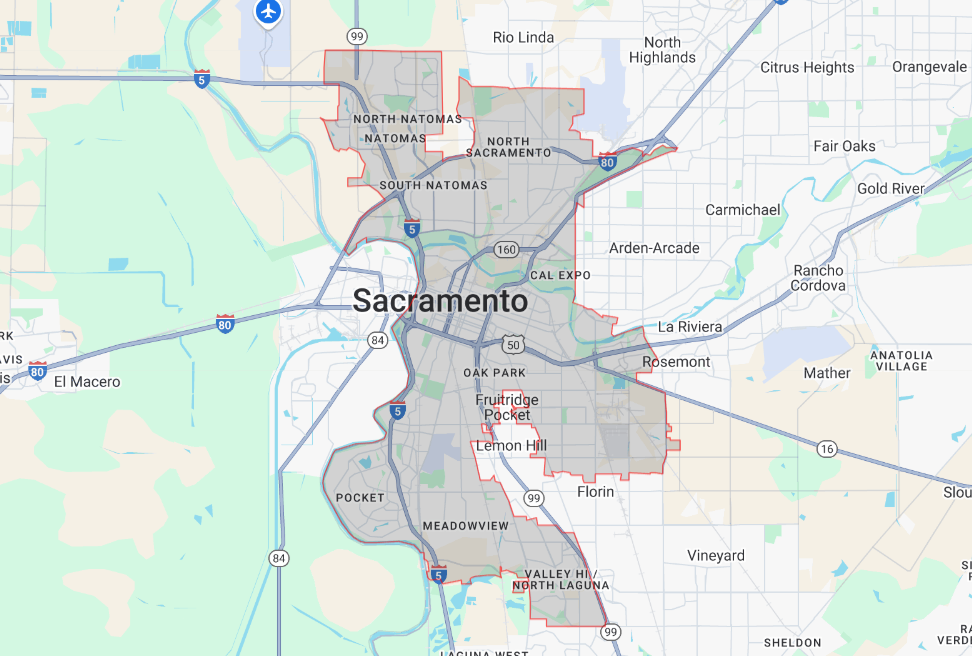 99
Rio Linda
North
Highlands
Citrus Heights
Orangevale
5
NORTH NATOMAS
NATOMAS
NORTH
SACRAMENTO
80
Fair Oaks
SOUTH NATOMAS
Gold River
Carmichael
5
160
Arden-Arcade
CAL EXPO
Rancho
Cordova
Sacramento
80
La Riviera
84
50
RK
AVIS
is
80
El Macero
Rosemont
OAK PARK
Mather
ANATOLIA
VILLAGE
Fruitridge
Pocket
5
Lemon Hill
16
POCKET
99
Florin
Slou
MEADOWVIEW
84
Vineyard
5
VALLEY HI /
NORTH LAGUNA
99
SHELDON
VERD
LAGUNA WEST